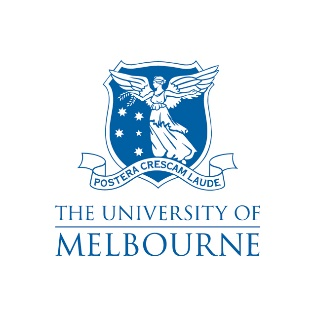 POSTERA CRESCAM LAUDE
THE UNIVERSITY OF
MELBOURNE